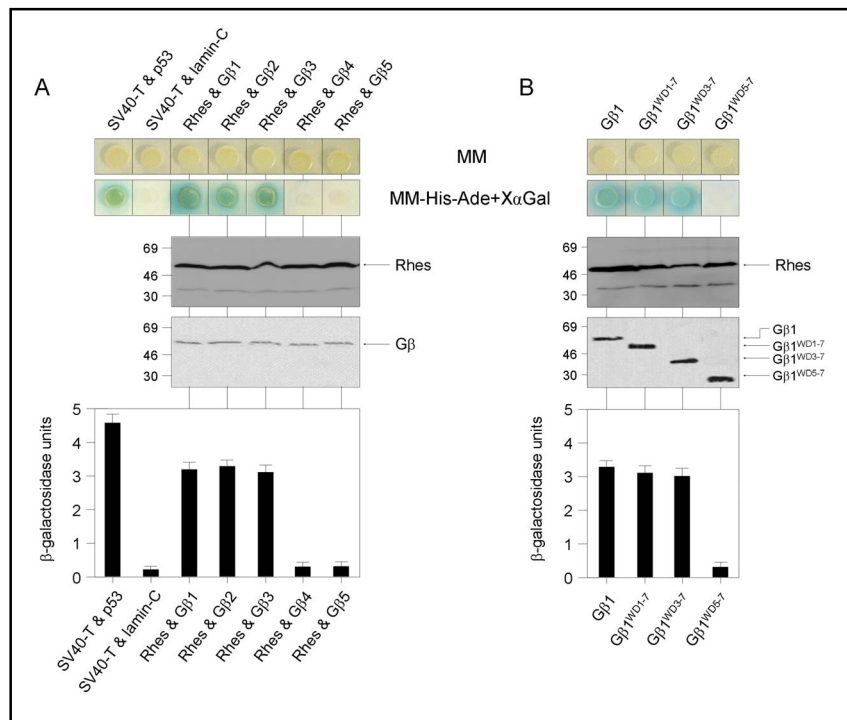 A
SV40-T & p53
SV40-T & lamin-C
Rhes & Gβ1
Rhes & Gβ2
Rhes & Gβ3
Rhes & Gβ4
Rhes & Gβ5
B
Gβ1
Gβ1WD1-7
Gβ1WD3-7
Gβ1WD5-7
MM
MM-His-Ade+XαGal
69
46
30
Rhes
69
46
30
Rhes
69
46
30
Gβ
69
46
30
Gβ1
Gβ1WD1-7
Gβ1WD3-7
Gβ1WD5-7
β-galactosidase units
5
4
3
2
1
0
SV40-T & p53
SV40-T & lamin-C
Rhes & Gβ1
Rhes & Gβ2
Rhes & Gβ3
Rhes & Gβ4
Rhes & Gβ5
β-galactosidase units
5
4
3
2
1
0
Gβ1
Gβ1WD1-7
Gβ1WD3-7
Gβ1WD5-7